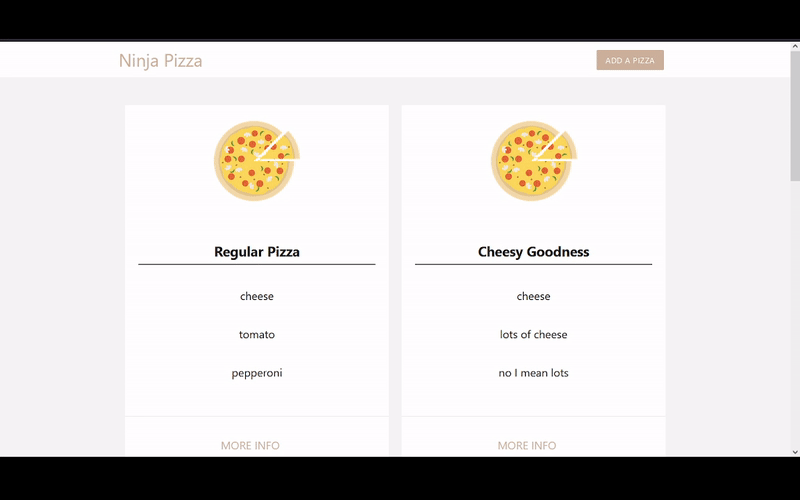 Ninja Pizza
ADD A PIZZA
Regular Pizza
cheese
tomato
pepperoni
MORE INFO
Cheesy Goodness
cheese
lots of cheese
no I mean lots
MORE INFO